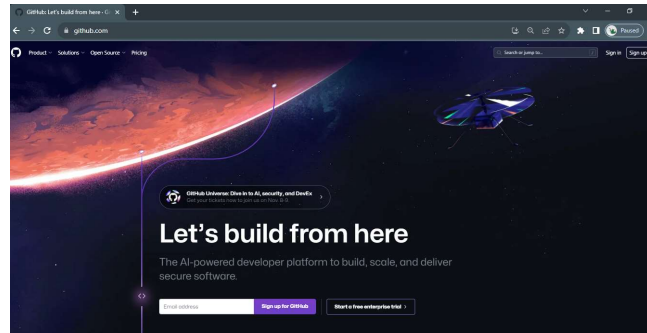 GitHub: Let's build from here · Gi
github.com
Paused
Product Solutions Open Source Pricing
Search or jump to...
Sign in Sign up
GitHub Universe: Dive in to AI, security, and DevEx
Get your tickets now to join us on Nov. 8-9.
Let's build from here
The AI-powered developer platform to build, scale, and deliver
secure software.
Email address
Sign up for GitHub
Start a free enterprise trial